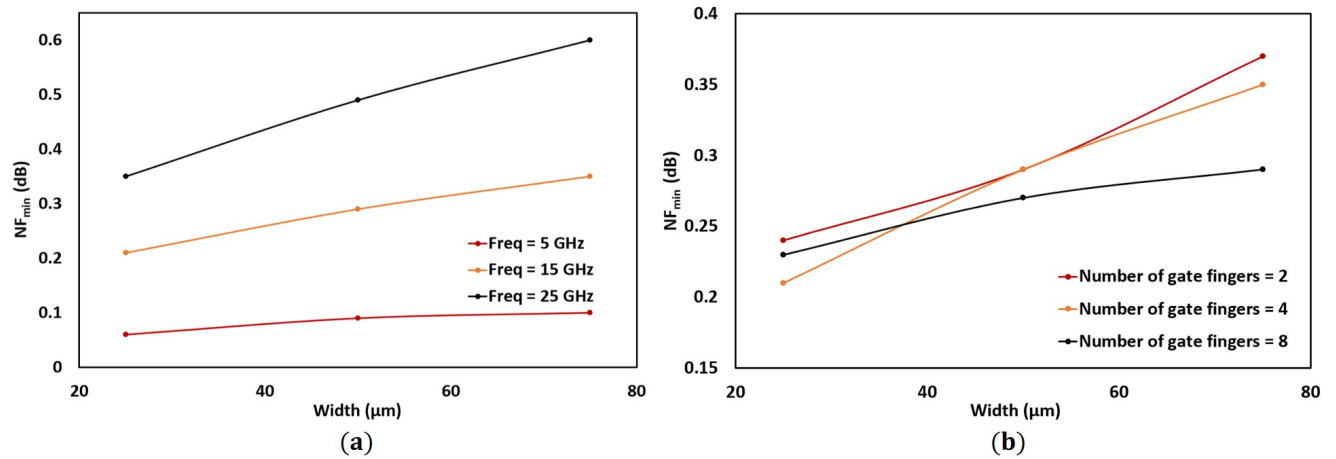 0.6
0.5
0.4
0.3
0.2
0.1
0
NFmin (dB)
Freq = 5 GHz
Freq = 15 GHz
Freq = 25 GHz
20 40 60 80
Width (μm)
(a)
0.4
0.35
0.3
0.25
0.2
0.15
NFmin (dB)
Number of gate fingers = 2
Number of gate fingers = 4
Number of gate fingers = 8
20 40 60 80
Width (μm)
(b)